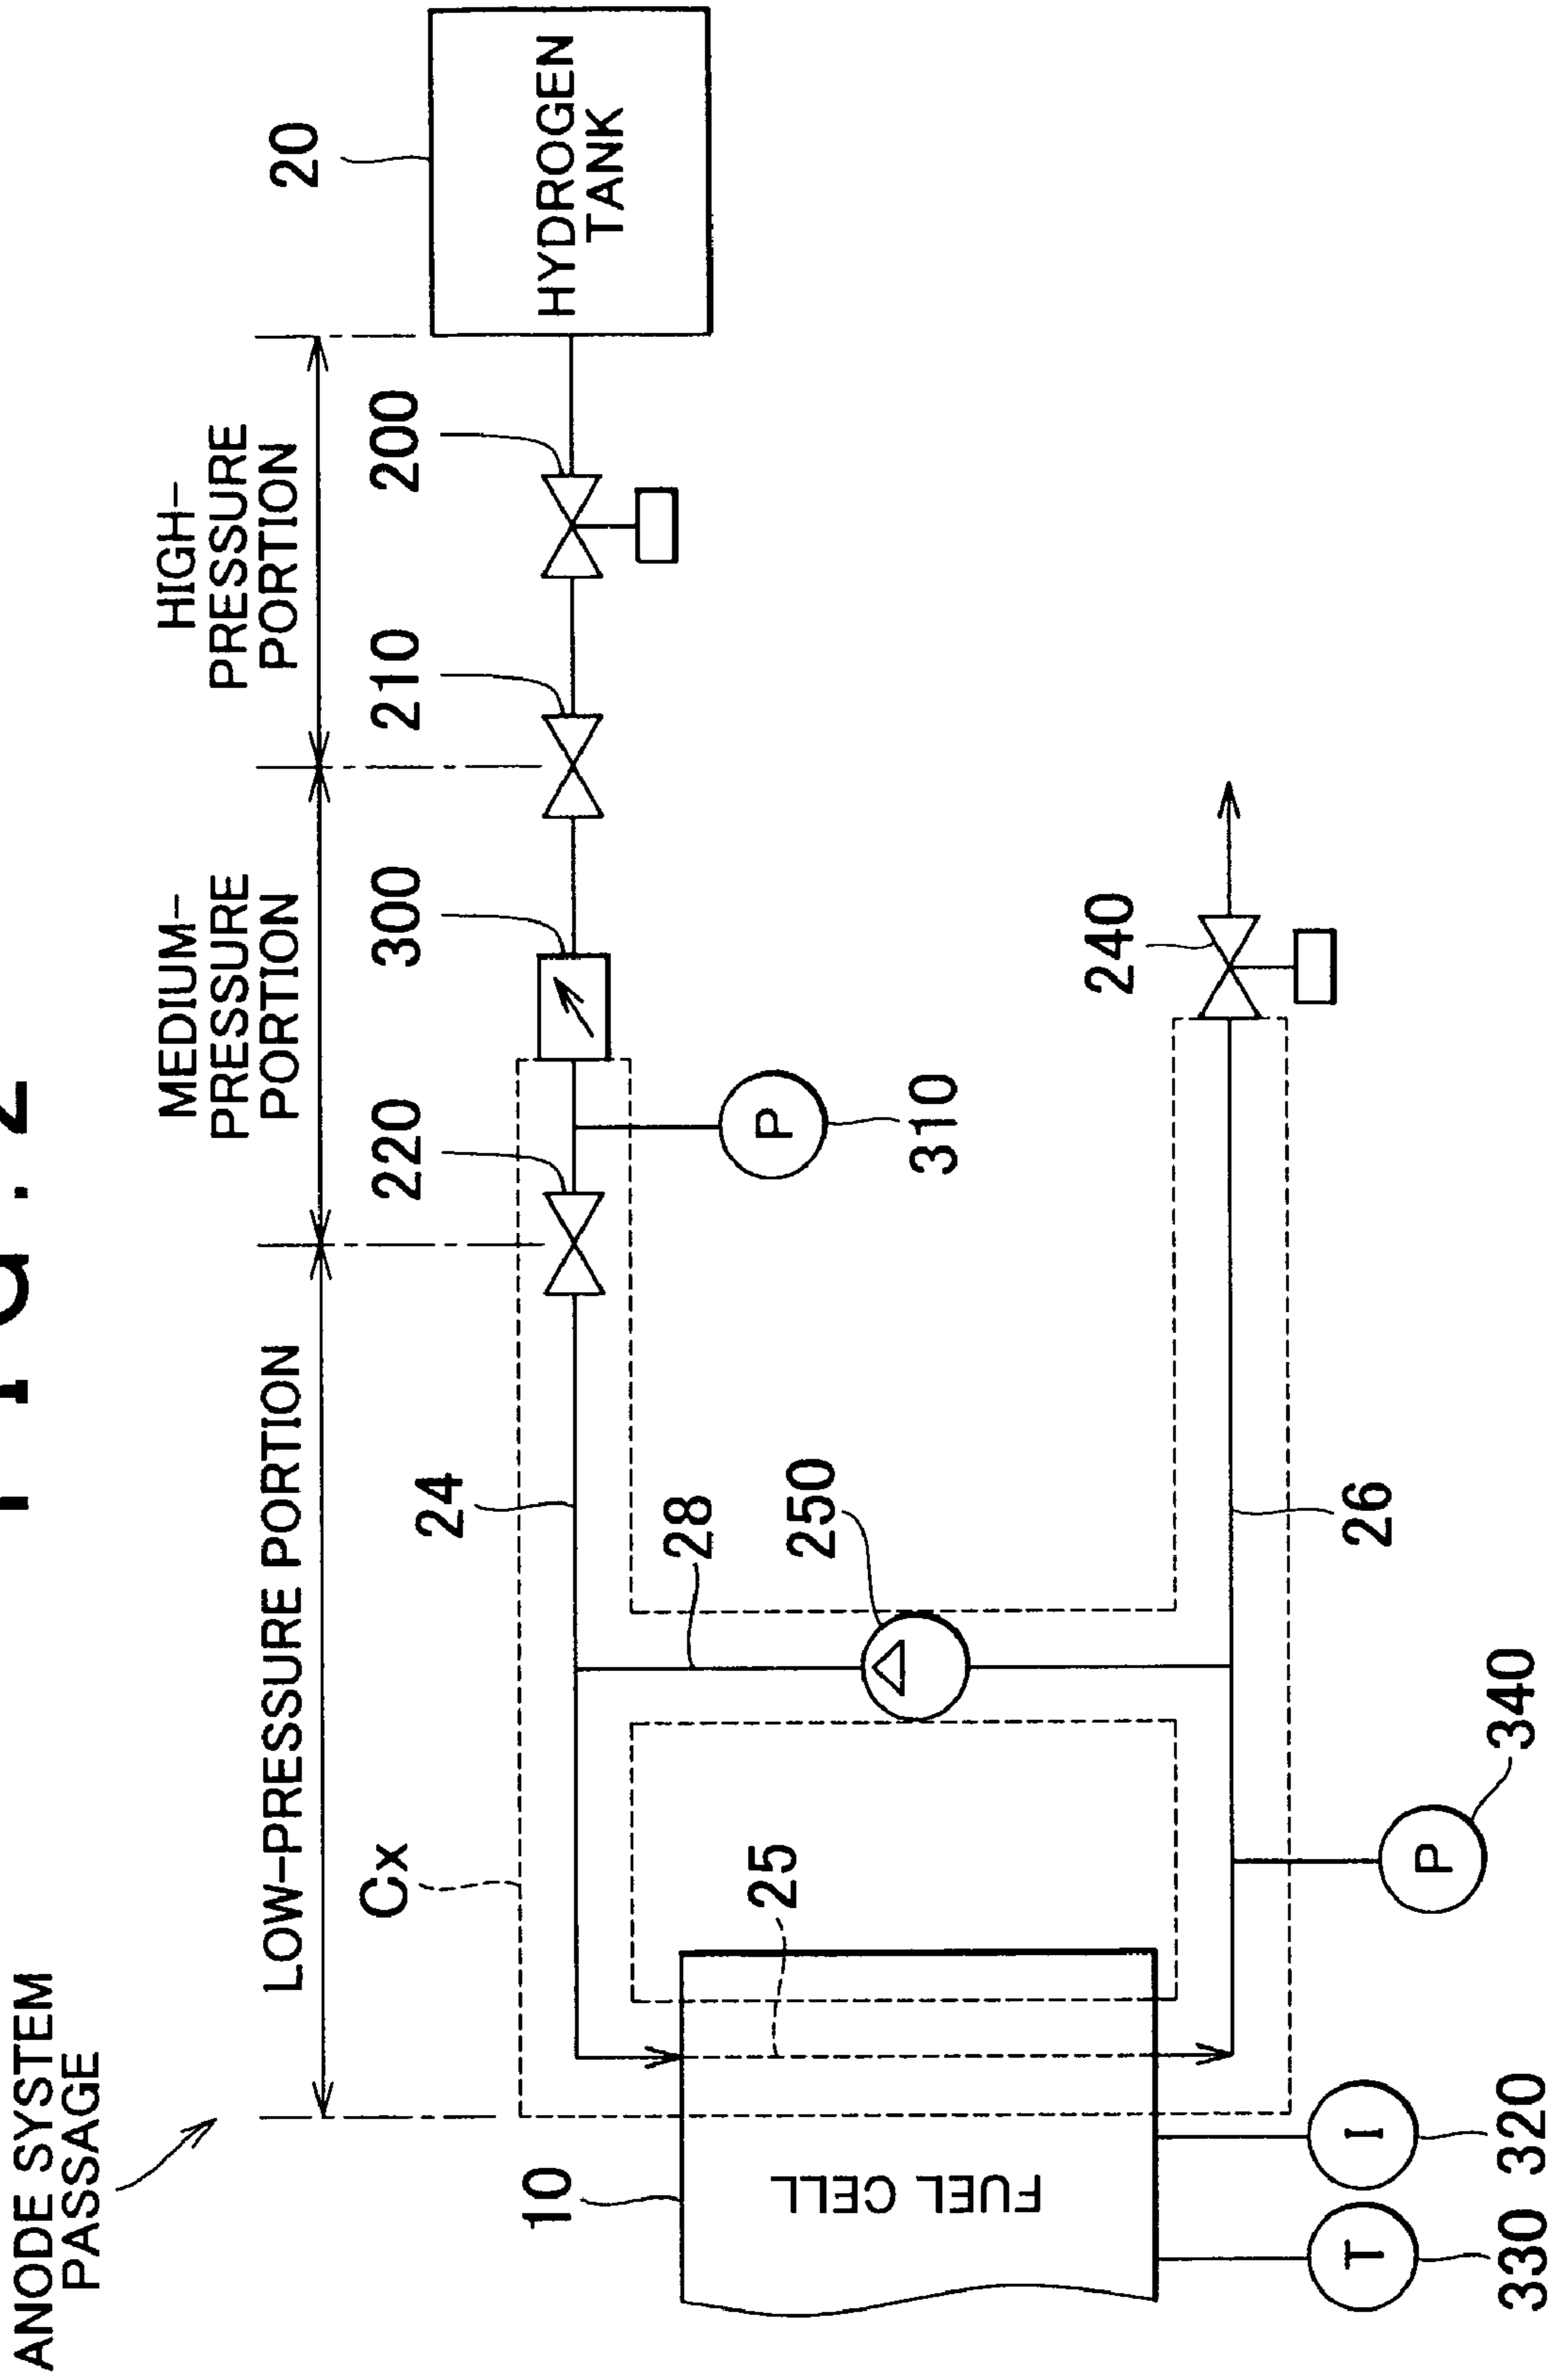 ANODE SYSTEM
PASSAGE
LOW-PRESSURE PORTION
MEDIUM-
PRESSURE
PORTION
HIGH-
PRESSURE
PORTION
20
HYDROGEN
TANK
Cx
220
300
210
200
24
10
28
25
250
FUEL CELL
P
310
240
26
T
I
P
330
320
340